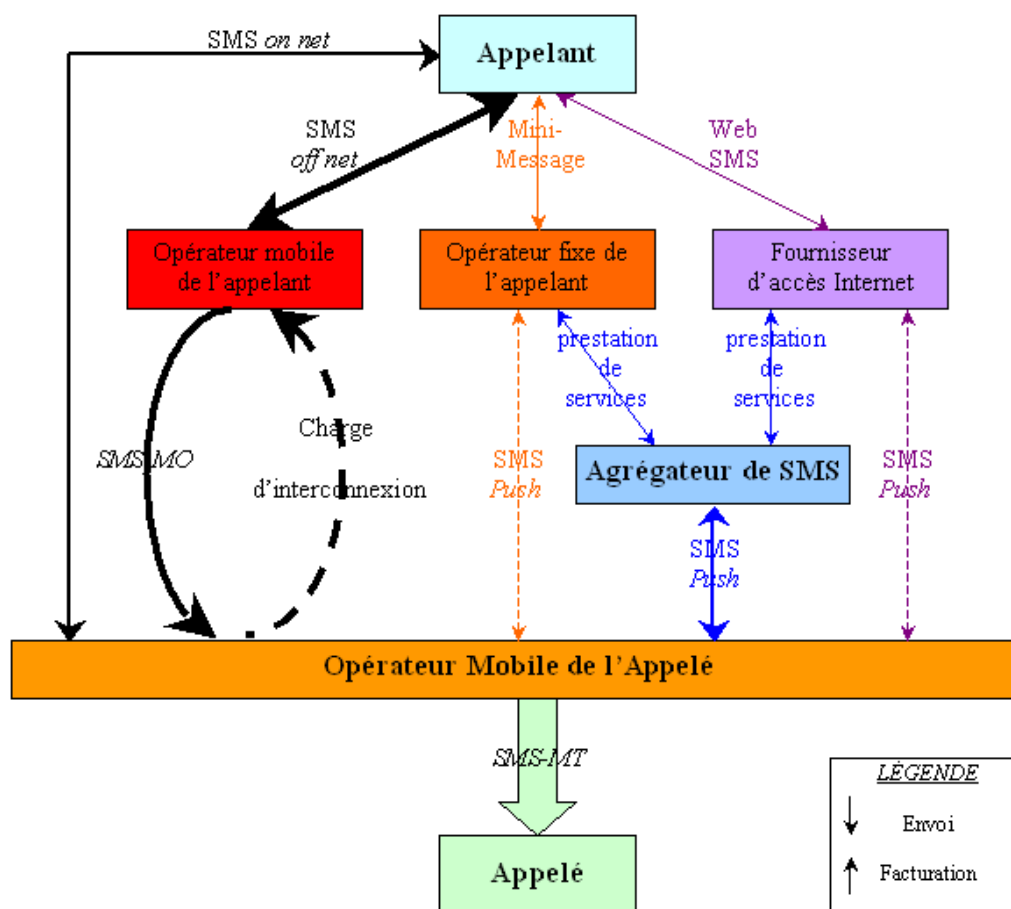 SMS on net
Appelant
SMS
off net
Mini-
Message
Web
SMS
Opérateur mobile
de l’appelant
Opérateur fixe de
l’appelant
Fournisseur
d’accès Internet
prestation
de
services
prestation
de
services
Charge
d’interconnexion
SMS-MO
SMS
Push
Agrégateur de SMS
SMS
Push
SMS
Push
Opérateur Mobile de l’Appelé
SMS-MT
Appelé
LÉGENDE
Envoi
Facturation